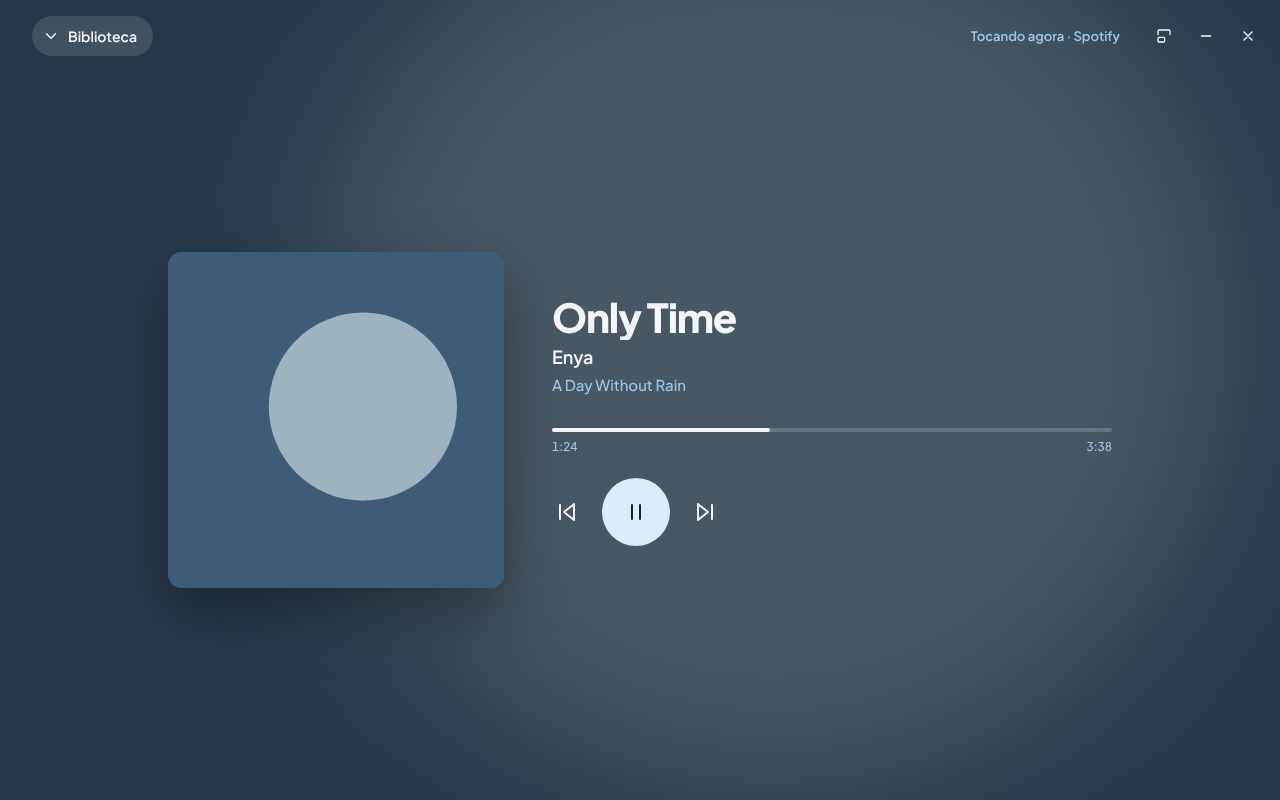 Biblioteca
Tocando agora · Spotify
Only Time
Enya
A Day Without Rain
1:24
3:38